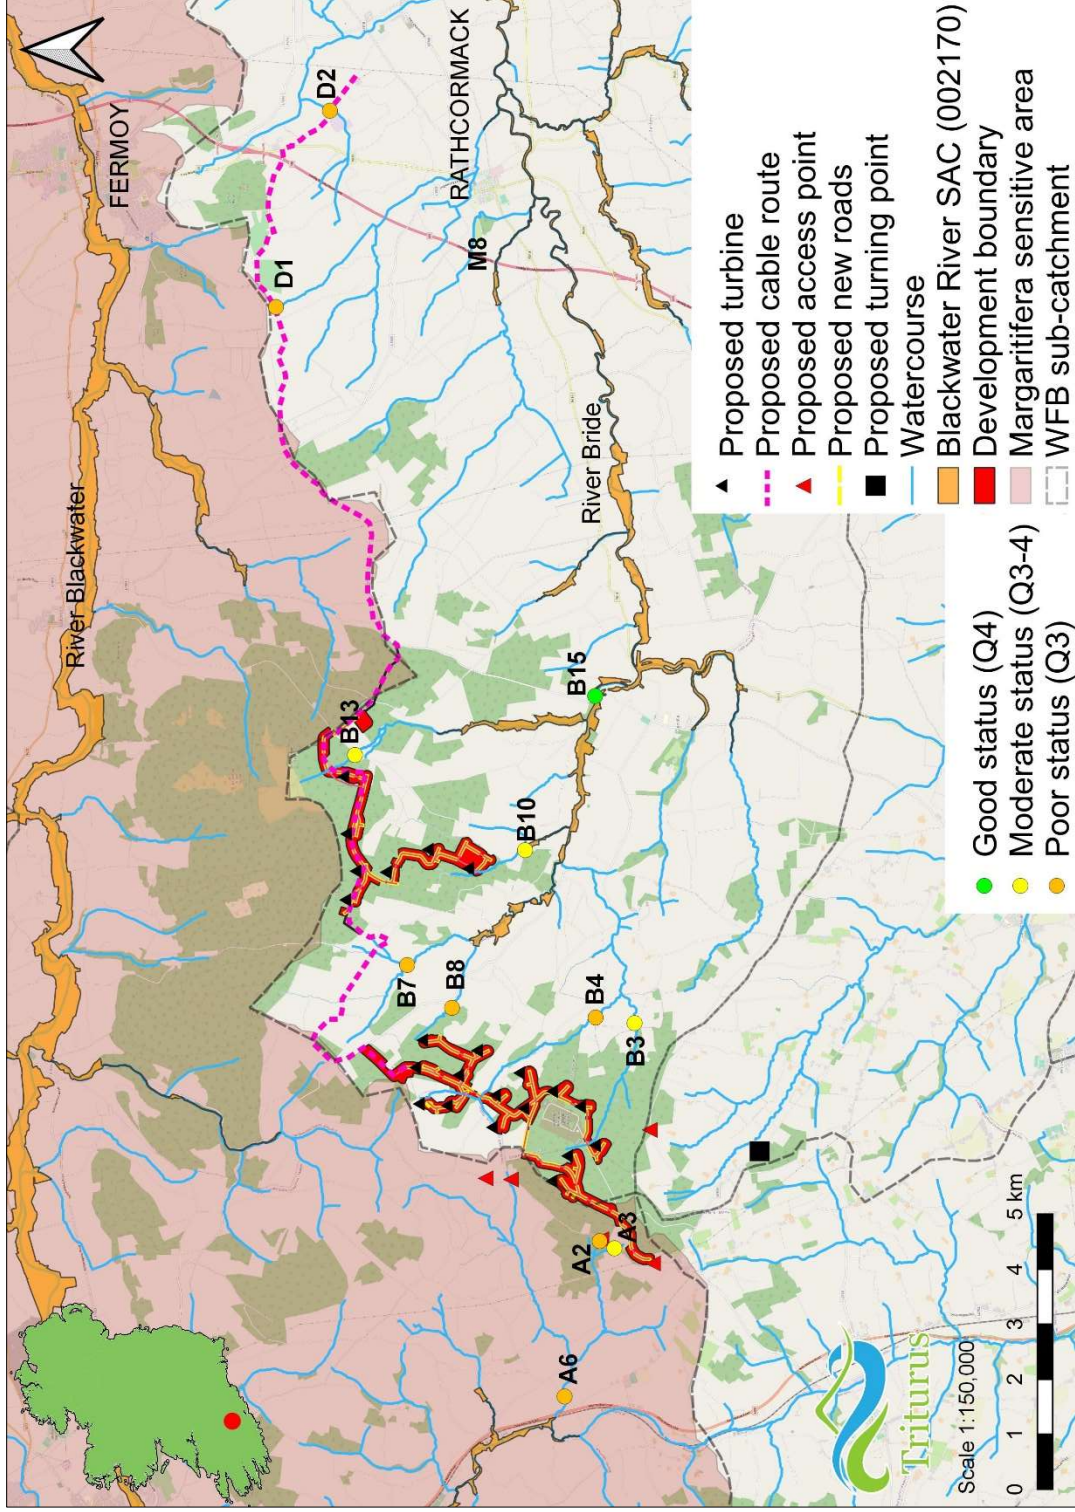 FERMOY
River Blackwater
D2
D1
RATHCORMACK
M8
River Bride
B13
B15
B10
B7
B8
B4
B3
A2
A3
A6
Proposed turbine
Proposed cable route
Proposed access point
Proposed new roads
Proposed turning point
Watercourse
Blackwater River SAC (002170)
Development boundary
Margaritifera sensitive area
WFB sub-catchment
Good status (Q4)
Moderate status (Q3-4)
Poor status (Q3)
Triturus
Scale 1:150,000
0 1 2 3 4 5 km